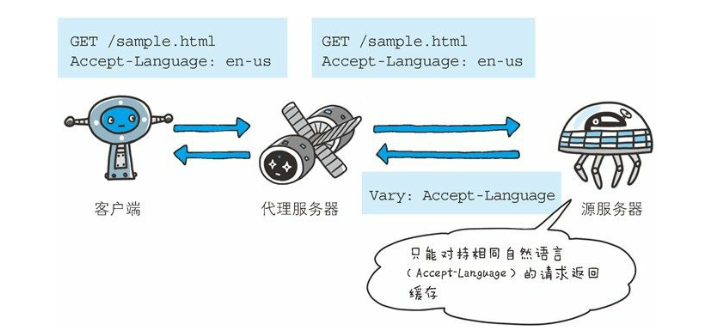 GET /sample.html
Accept-Language: en-us
GET /sample.html
Accept-Language: en-us
客户端
代理服务器
Vary: Accept-Language
源服务器
只能对持相同自然语言
(Accept-Language)的请求返回
缓存